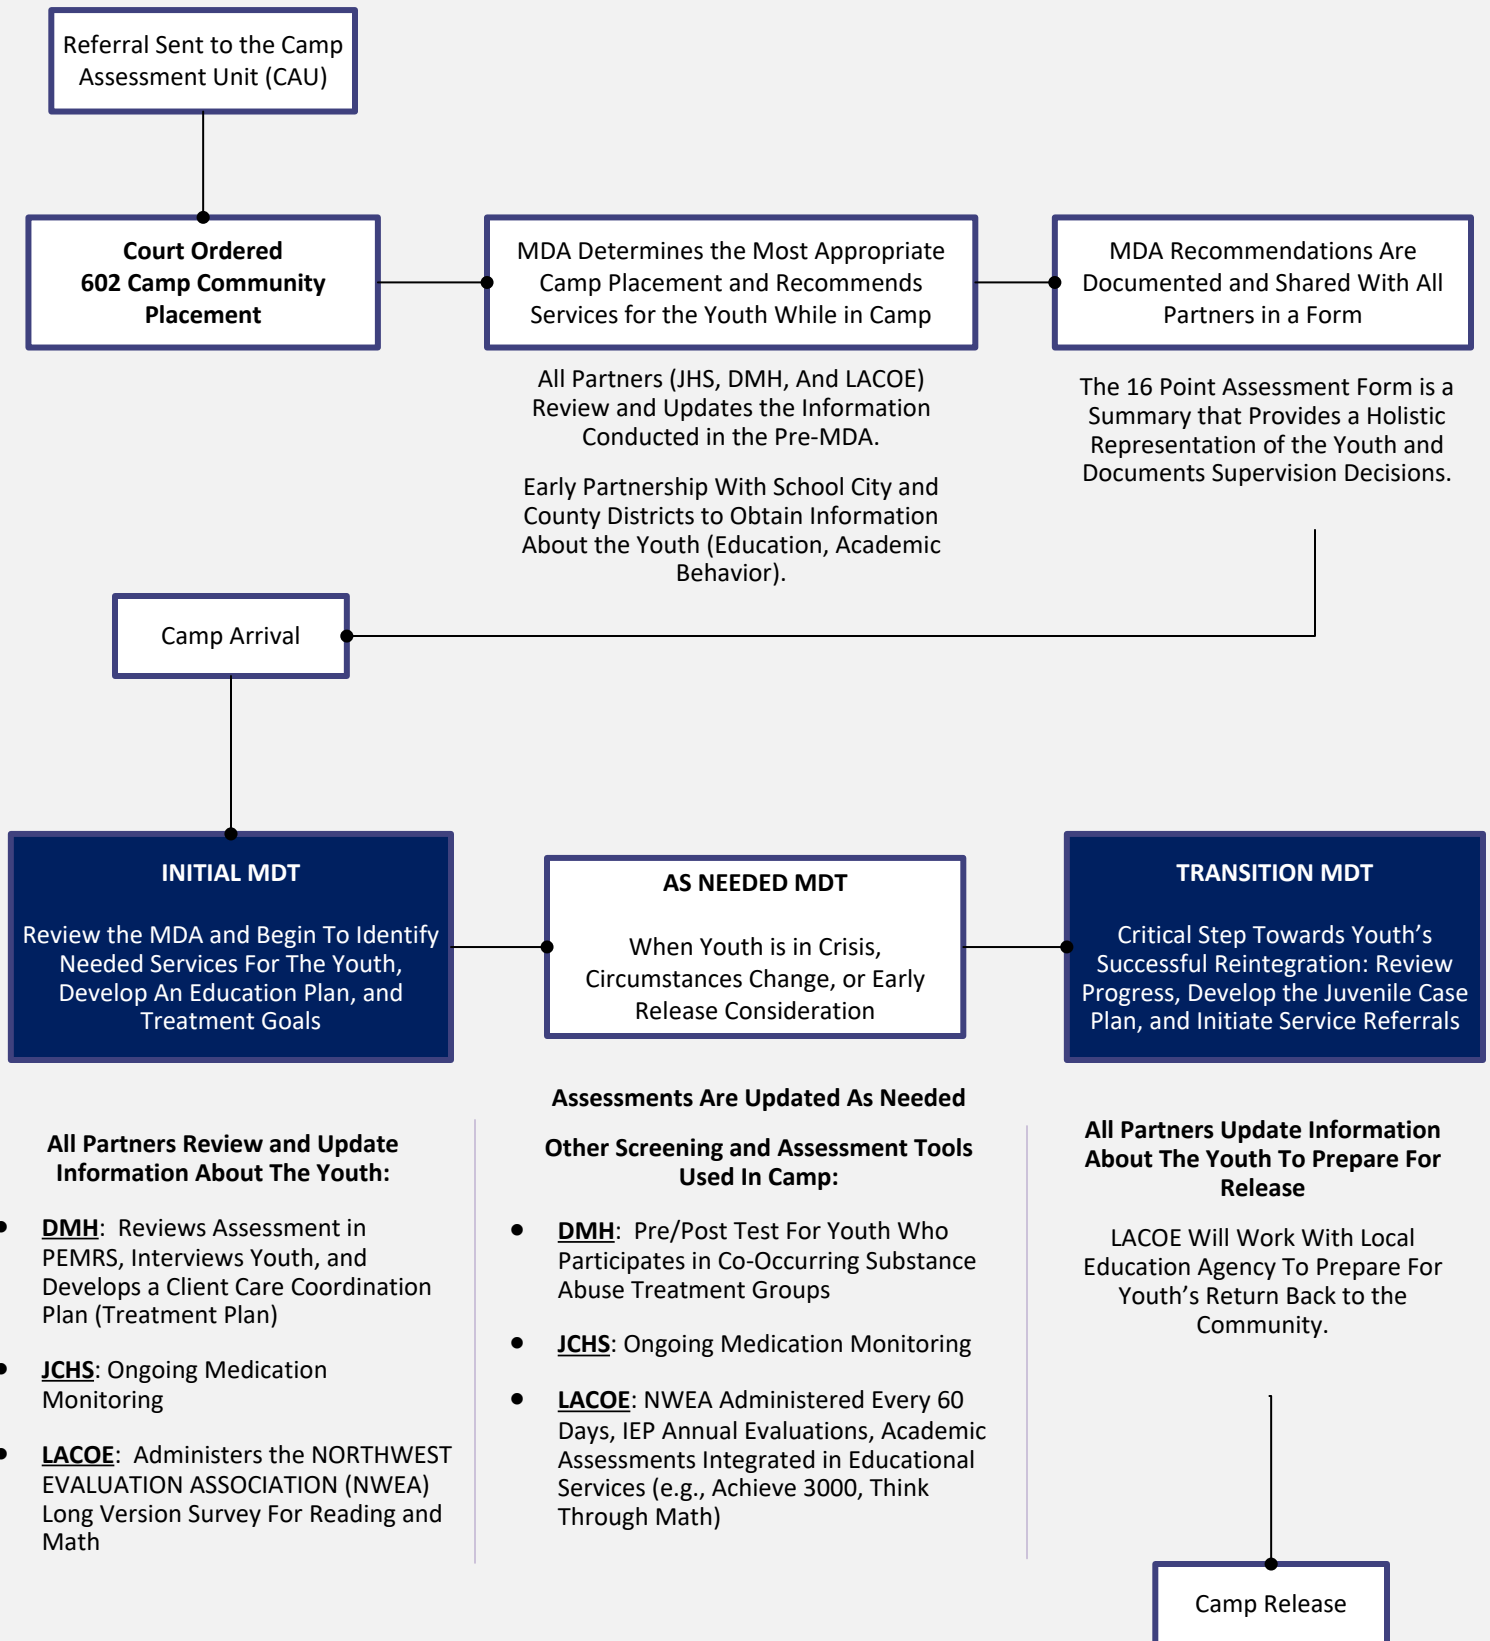 Referral Sent to the Camp
Assessment Unit (CAU)
Court Ordered
602 Camp Community
Placement
MDA Determines the Most Appropriate
Camp Placement and Recommends
Services for the Youth While in Camp
MDA Recommendations Are
Documented and Shared With All
Partners in a Form
All Partners (JHS, DMH, And LACOE)
Review and Updates the Information
Conducted in the Pre-MDA.
Early Partnership With School City and
County Districts to Obtain Information
About the Youth (Education, Academic
Behavior).
The 16 Point Assessment Form is a
Summary that Provides a Holistic
Representation of the Youth and
Documents Supervision Decisions.
Camp Arrival
INITIAL MDT
Review the MDA and Begin To Identify
Needed Services For The Youth,
Develop An Education Plan, and
Treatment Goals
AS NEEDED MDT
When Youth is in Crisis,
Circumstances Change, or Early
Release Consideration
TRANSITION MDT
Critical Step Towards Youth’s
Successful Reintegration: Review
Progress, Develop the Juvenile Case
Plan, and Initiate Service Referrals
All Partners Review and Update
Information About The Youth:
• DMH: Reviews Assessment in
PEMRS, Interviews Youth, and
Develops a Client Care Coordination
Plan (Treatment Plan)
• JCHS: Ongoing Medication
Monitoring
• LACOE: Administers the NORTHWEST
EVALUATION ASSOCIATION (NWEA)
Long Version Survey For Reading and
Math
Assessments Are Updated As Needed
Other Screening and Assessment Tools
Used In Camp:
• DMH: Pre/Post Test For Youth Who
Participates in Co-Occurring Substance
Abuse Treatment Groups
• JCHS: Ongoing Medication Monitoring
• LACOE: NWEA Administered Every 60
Days, IEP Annual Evaluations, Academic
Assessments Integrated in Educational
Services (e.g., Achieve 3000, Think
Through Math)
All Partners Update Information
About The Youth To Prepare For
Release
LACOE Will Work With Local
Education Agency To Prepare For
Youth’s Return Back to the
Community.
Camp Release